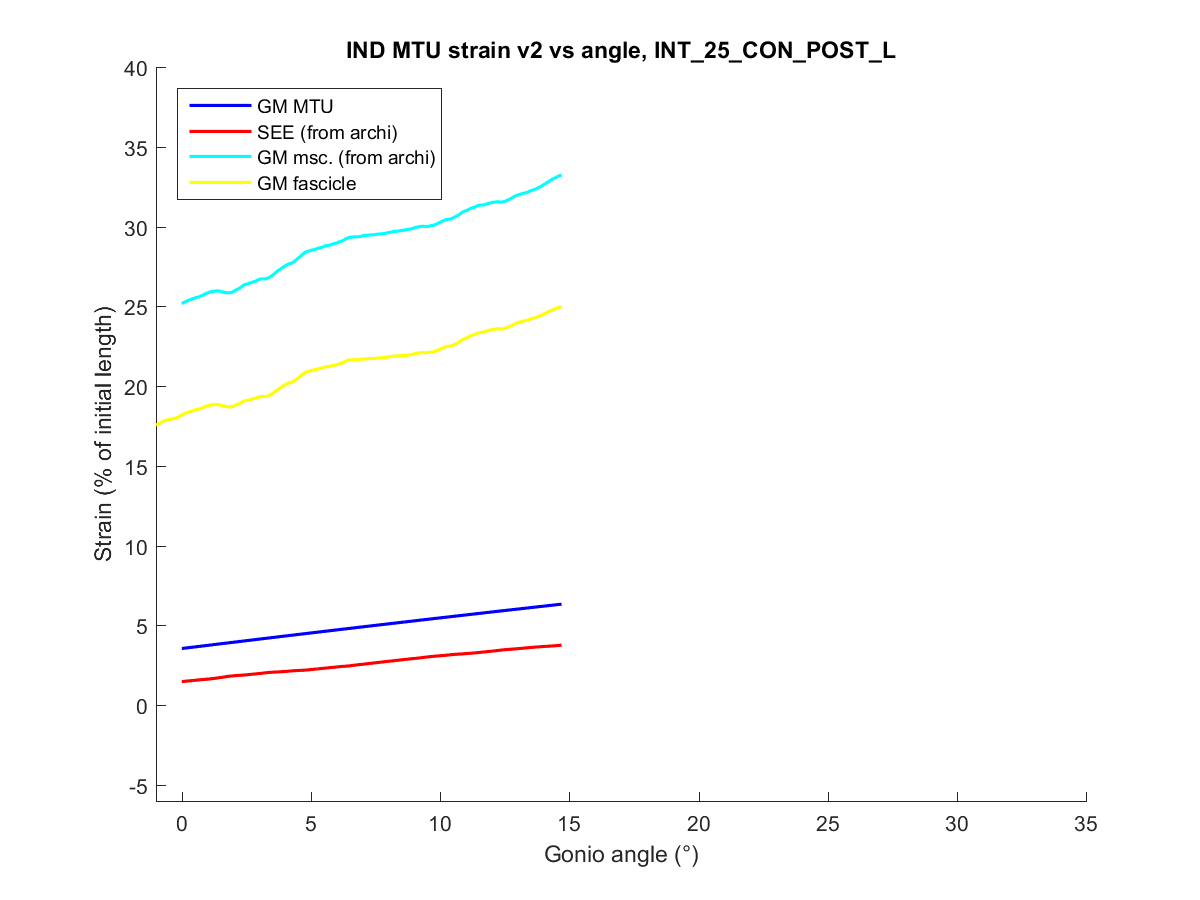 IND MTU strain v2 vs angle, INT_25_CON_POST_L
40
35
30
25
20
15
10
5
0
-5
Strain (% of initial length)
GM MTU
SEE (from archi)
GM msc. (from archi)
GM fascicle
0 5 10 15 20 25 30 35
Gonio angle (°)